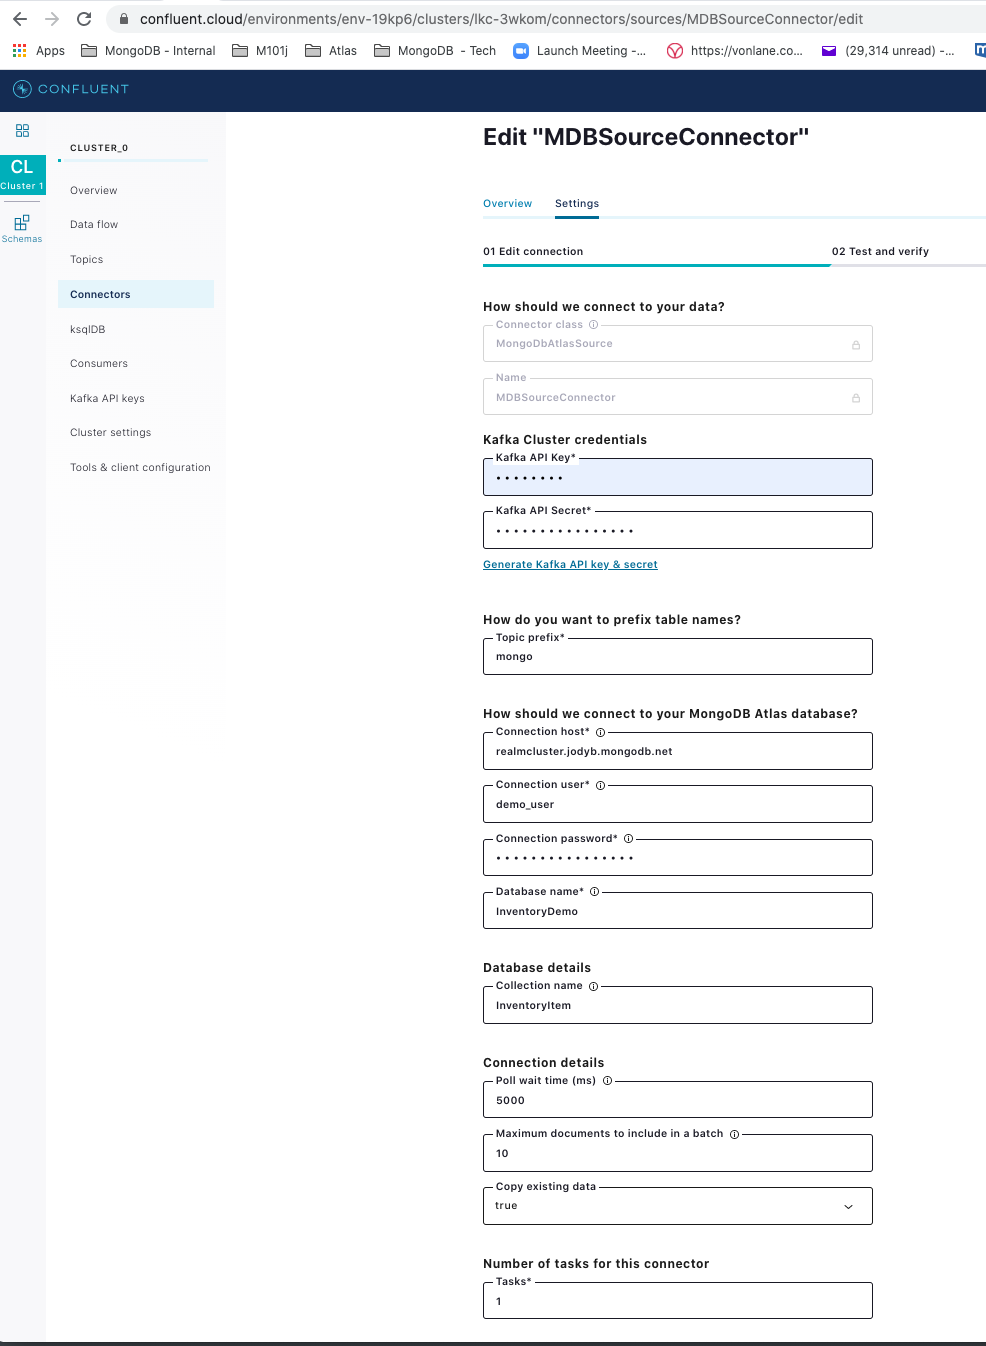 confluent.cloud/environments/env-19kp6/clusters/lkc-3wkom/connectors/sources/MDBSourceConnector/edit
Apps MongoDB - Internal M101j Atlas MongoDB - Tech Launch Meeting -... https://vonlane.co... (29,314 unread) -...
CONFLUENT
CL
Cluster 1
Schemas
CLUSTER_0
Overview
Data flow
Topics
Connectors
ksqlDB
Consumers
Kafka API keys
Cluster settings
Tools & client configuration
Edit "MDBSourceConnector"
Overview Settings
01 Edit connection 02 Test and verify
How should we connect to your data?
Connector class
MongoDbAtlasSource
Name
MDBSourceConnector
Kafka Cluster credentials
Kafka API Key*
••••••••
Kafka API Secret*
••••••••••••••••
Generate Kafka API key & secret
How do you want to prefix table names?
Topic prefix*
mongo
How should we connect to your MongoDB Atlas database?
Connection host*
realmcluster.jodyb.mongodb.net
Connection user*
demo_user
Connection password*
••••••••••••••••
Database name*
InventoryDemo
Database details
Collection name
InventoryItem
Connection details
Poll wait time (ms)
5000
Maximum documents to include in a batch
10
Copy existing data
true
Number of tasks for this connector
Tasks*
1